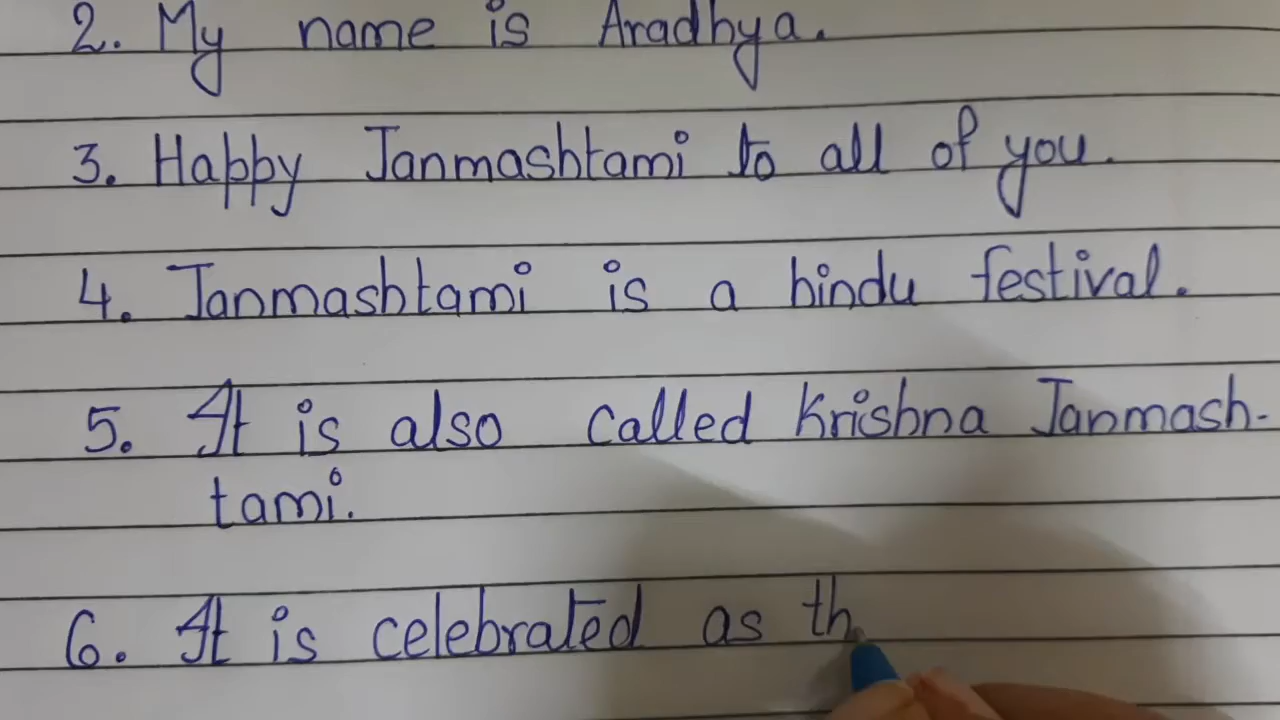 2. My name is Aradhya.
3. Happy Janmashtami to all of you.
4. Janmashtami is a hindu festival.
5. It is also called Krishna Janmash-
tami.
6. It is celebrated as th